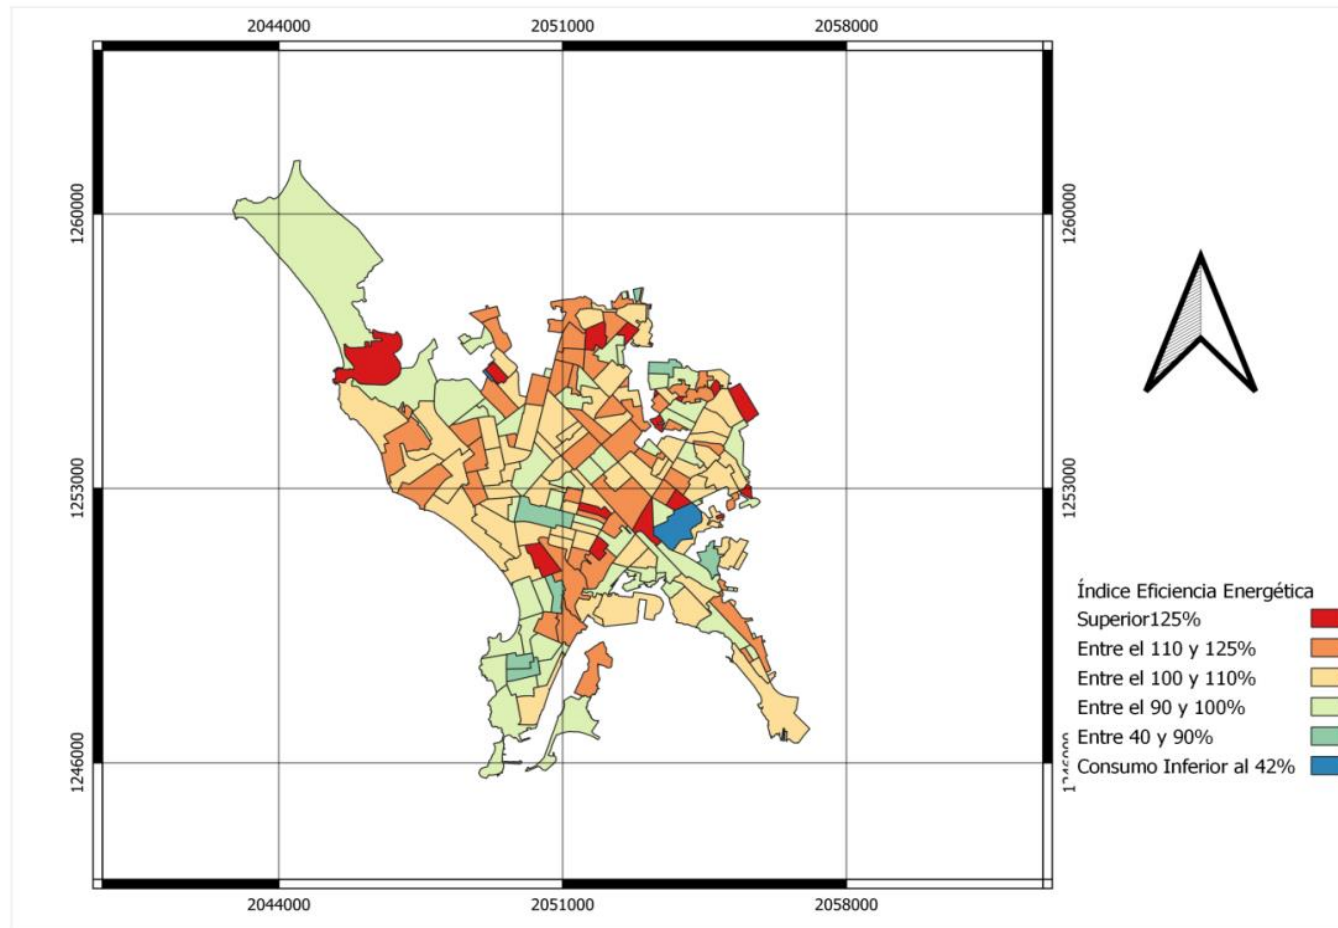 2044000 2051000 2058000
1260000 1260000
1253000 1253000
1246000
Índice Eficiencia Energética
Superior125%
Entre el 110 y 125%
Entre el 100 y 110%
Entre el 90 y 100%
Entre 40 y 90%
Consumo Inferior al 42%
2044000 2051000 2058000